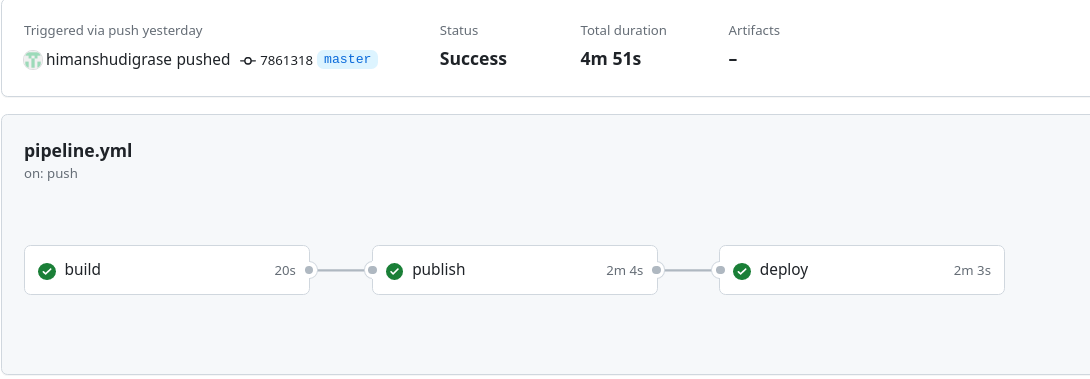 Triggered via push yesterday
himanshudigrase pushed 7861318 master
Status
Success
Total duration
4m 51s
Artifacts
–
pipeline.yml
on: push
build 20s
publish 2m 4s
deploy 2m 3s